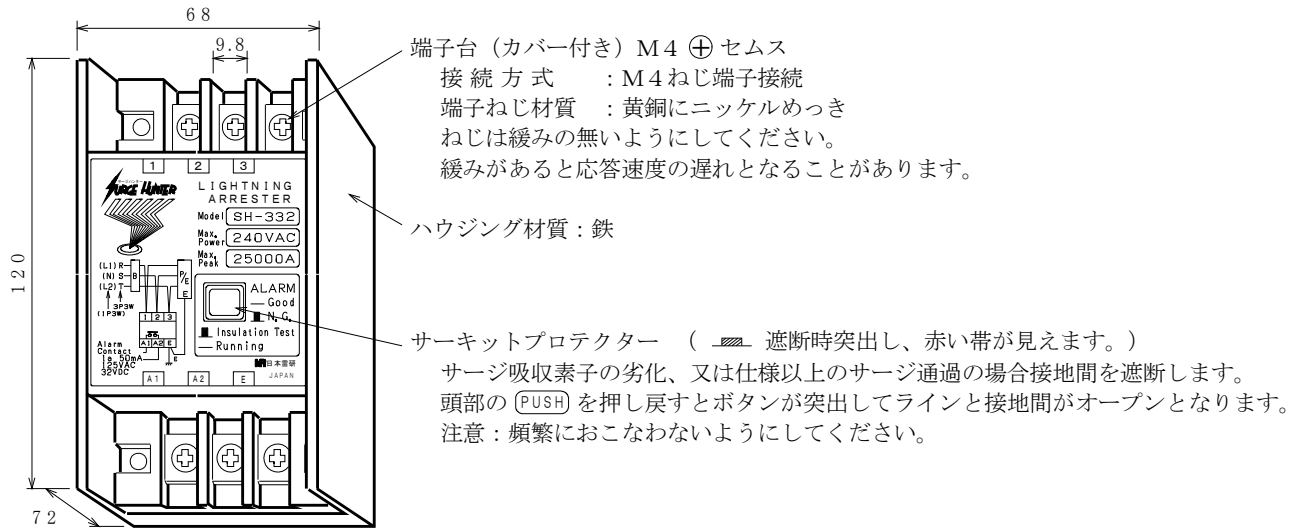 68
9.8
120
72
端子台（カバー付き）M4 ⊕ セムス
接続方式　：M4ねじ端子接続
端子ねじ材質　：黄銅にニッケルめっき
ねじは緩みの無いようにしてください。
緩みがあると応答速度の遅れとなることがあります。
ハウジング材質：鉄
サーキットプロテクター　（ 遮断時突出し、赤い帯が見えます。）
サージ吸収素子の劣化、又は仕様以上のサージ通過の場合接地間を遮断します。
頭部の PUSH を押し戻すとボタンが突出してラインと接地間がオープンとなります。
注意：頻繁におこなわないようにしてください。
1 2 3
サージハンター
SURGE HUNTER
LIGHTNING
ARRESTER
Model SH-332
Max. Power 240VAC
Max. Peak 25000A
(L1) R
(N) S
(L2) T
B
P/E
E
3P3W
(1P3W)
1 2 3
A1 A2 E
E
Alarm
Contact
1a 50mA
125VAC
32VDC
ALARM
Good
N.G.
Insulation Test
Running
日本雷研
JAPAN
A1 A2 E